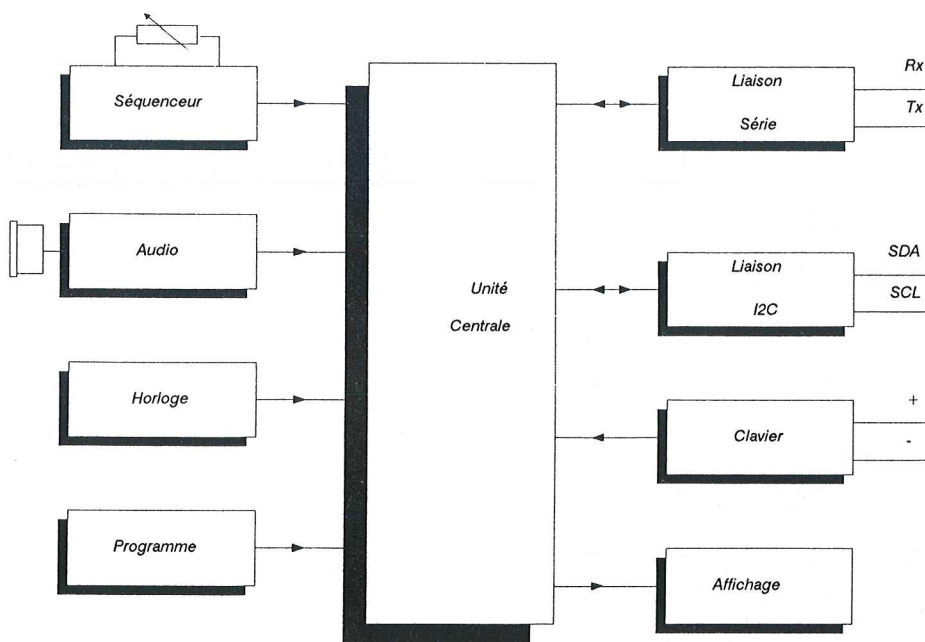 Séquenceur
Audio
Horloge
Programme
Unité
Centrale
Liaison
Série
Rx
Tx
Liaison
I2C
SDA
SCL
Clavier
+
-
Affichage